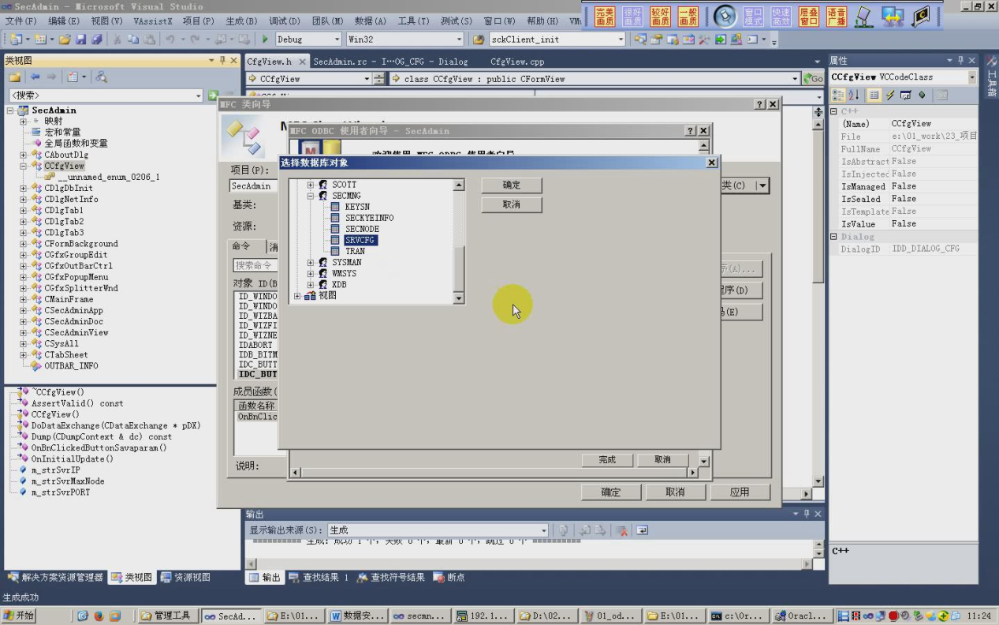 SecAdmin - Microsoft Visual Studio
文件(F) 编辑(E) 视图(V) VAssistX 项目(P) 生成(B) 调试(D) 团队(M) 数据(A) 工具(T) 测试(S) 窗口(W) 帮助(H)
完美画质 很好画质 较好画质 一般画质 窗口模式 快速高效 层叠窗口 语音广播
Debug Win32 sckClient_init
类视图
CfgView.h SecAdmin.rc - I…OG_CFG - Dialog CfgView.cpp
CCfgView class CCfgView : public CFormView Go
<搜索>
SecAdmin
映射
宏和常量
全局函数和变量
CAboutDlg
CCfgView
__unnamed_enum_0206_1
CDlgDbInit
CDlgNetInfo
CDlgTab1
CDlgTab2
CDlgTab3
CFormBackground
CGfxGroupEdit
CGfxOutBarCtrl
CGfxPopupMenu
CGfxSplitterWnd
CMainFrame
CSecAdminApp
CSecAdminDoc
CSecAdminView
CSysAll
CTabSheet
OUTBAR_INFO
~CCfgView()
AssertValid() const
CCfgView()
DoDataExchange(CDataExchange * pDX)
Dump(CDumpContext & dc) const
OnBnClickedButtonSavaparam()
OnInitialUpdate()
m_strSvrIP
m_strSvrMaxNode
m_strSvrPORT
MFC 类向导
项目(P):
SecAdmin
基类:
资源:
命令
搜索命令
对象 ID(B
ID_WINDO
ID_WINDO
ID_WIZBA
ID_WIZFI
ID_WIZNE
IDABORT
IDB_BITM
IDC_BUTT
IDC_BUT
成员函数(
函数名称
OnBnClic
说明:
类(C)
序(A)...
程序(D)
码(E)
确定 取消 应用
MFC ODBC 使用者向导 - SecAdmin
欢迎使用 MFC ODBC 使用者向导
完成 取消
选择数据库对象
SCOTT
SECMNG
KEYSN
SECKYEINFO
SECNODE
SRVCFG
TRAN
SYSMAN
WMSYS
XDB
视图
确定
取消
属性
CCfgView VCCodeClass
C++
(Name) CCfgView
File e:\01_work\23_项目
FullName CCfgView
IsAbstract False
IsInjected False
IsManaged False
IsSealed False
IsTemplate False
IsValue False
Dialog
DialogID IDD_DIALOG_CFG
C++
工具箱
输出
显示输出来源(S): 生成
========== 生成: 成功 1 个, 失败 0 个, 最新 0 个, 跳过 0 个 ==========
解决方案资源管理器 类视图 资源视图
输出 查找结果 1 查找符号结果 断点
生成成功
开始 管理工具 SecAd... E:\01... 数据安... secmn... 192.1... D:\02... 01_od... E:\01... c:\Or... Oracl... 11:24